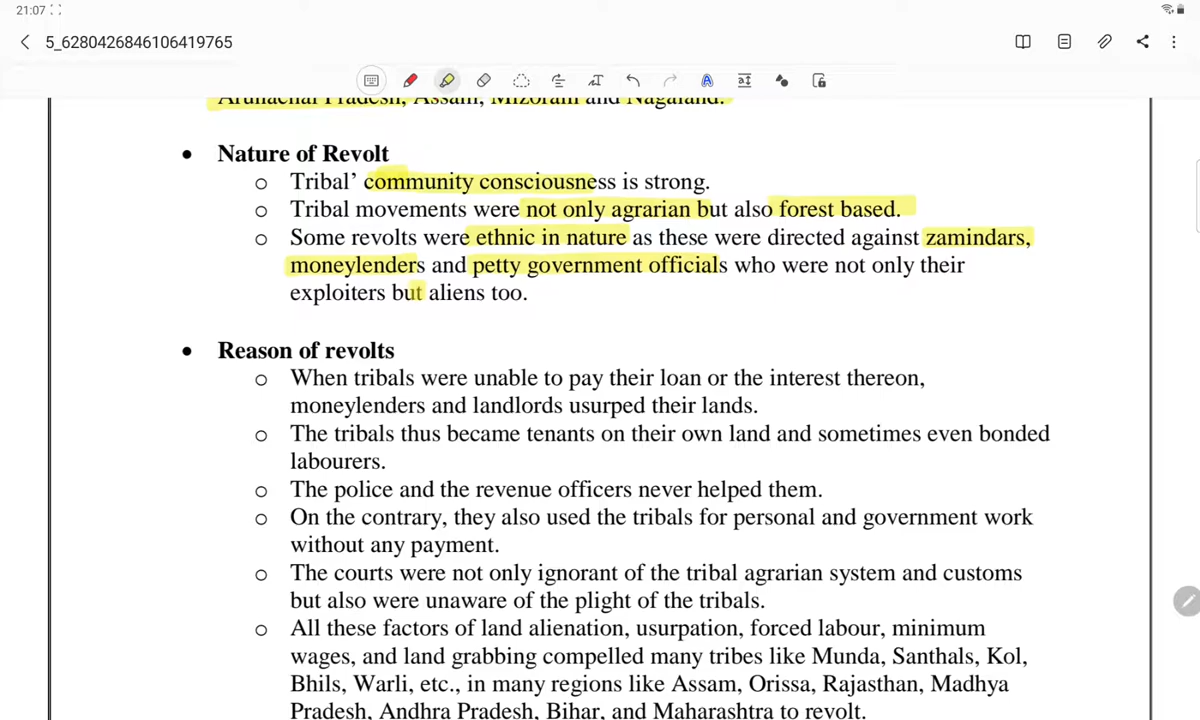 21:07
5_6280426846106419765
Arunachal Pradesh, Assam, Mizoram and Nagaland.
• Nature of Revolt
o Tribal’ community consciousness is strong.
o Tribal movements were not only agrarian but also forest based.
o Some revolts were ethnic in nature as these were directed against zamindars,
moneylenders and petty government officials who were not only their
exploiters but aliens too.
• Reason of revolts
o When tribals were unable to pay their loan or the interest thereon,
moneylenders and landlords usurped their lands.
o The tribals thus became tenants on their own land and sometimes even bonded
labourers.
o The police and the revenue officers never helped them.
o On the contrary, they also used the tribals for personal and government work
without any payment.
o The courts were not only ignorant of the tribal agrarian system and customs
but also were unaware of the plight of the tribals.
o All these factors of land alienation, usurpation, forced labour, minimum
wages, and land grabbing compelled many tribes like Munda, Santhals, Kol,
Bhils, Warli, etc., in many regions like Assam, Orissa, Rajasthan, Madhya
Pradesh, Andhra Pradesh, Bihar, and Maharashtra to revolt.